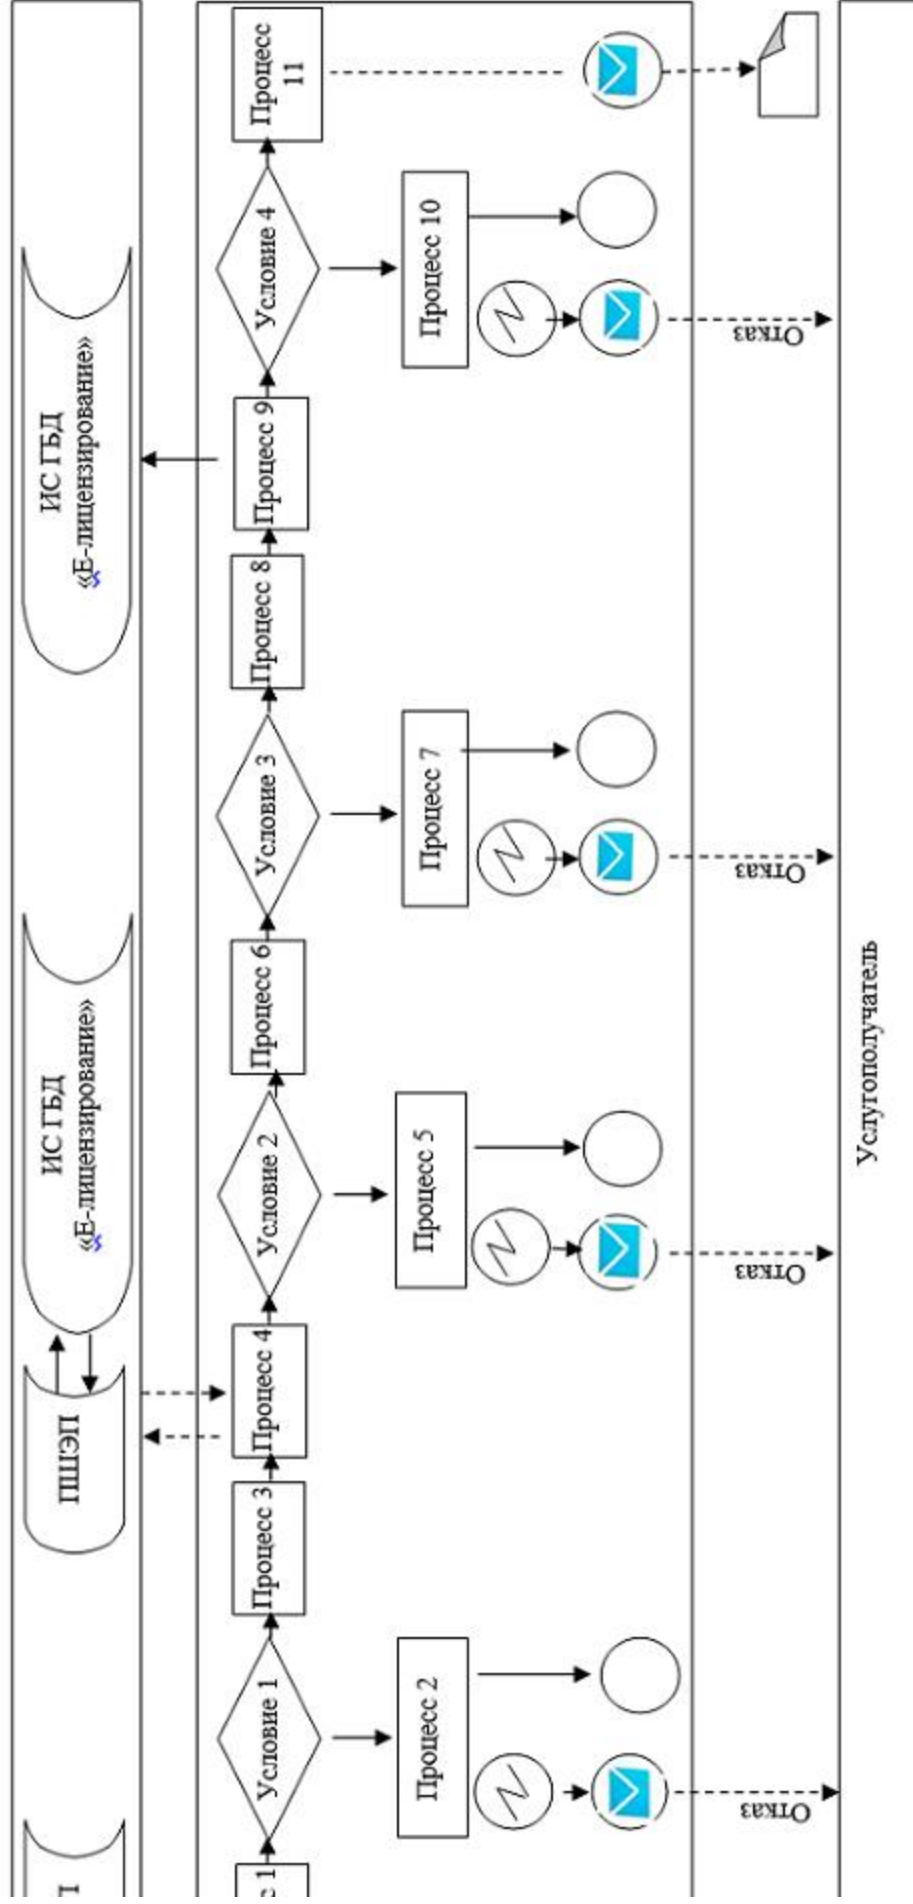 ИС ГБД
«Е-лицензирование»
ППШЭП
ИС ГБД
«Е-лицензирование»
Условие 1
Процесс 3
Процесс 4
Условие 2
Процесс 6
Условие 3
Процесс 8
Процесс 9
Условие 4
Процесс
11
Процесс 2
Процесс 5
Процесс 7
Процесс 10
Отказ
Отказ
Отказ
Отказ
Услугополучатель